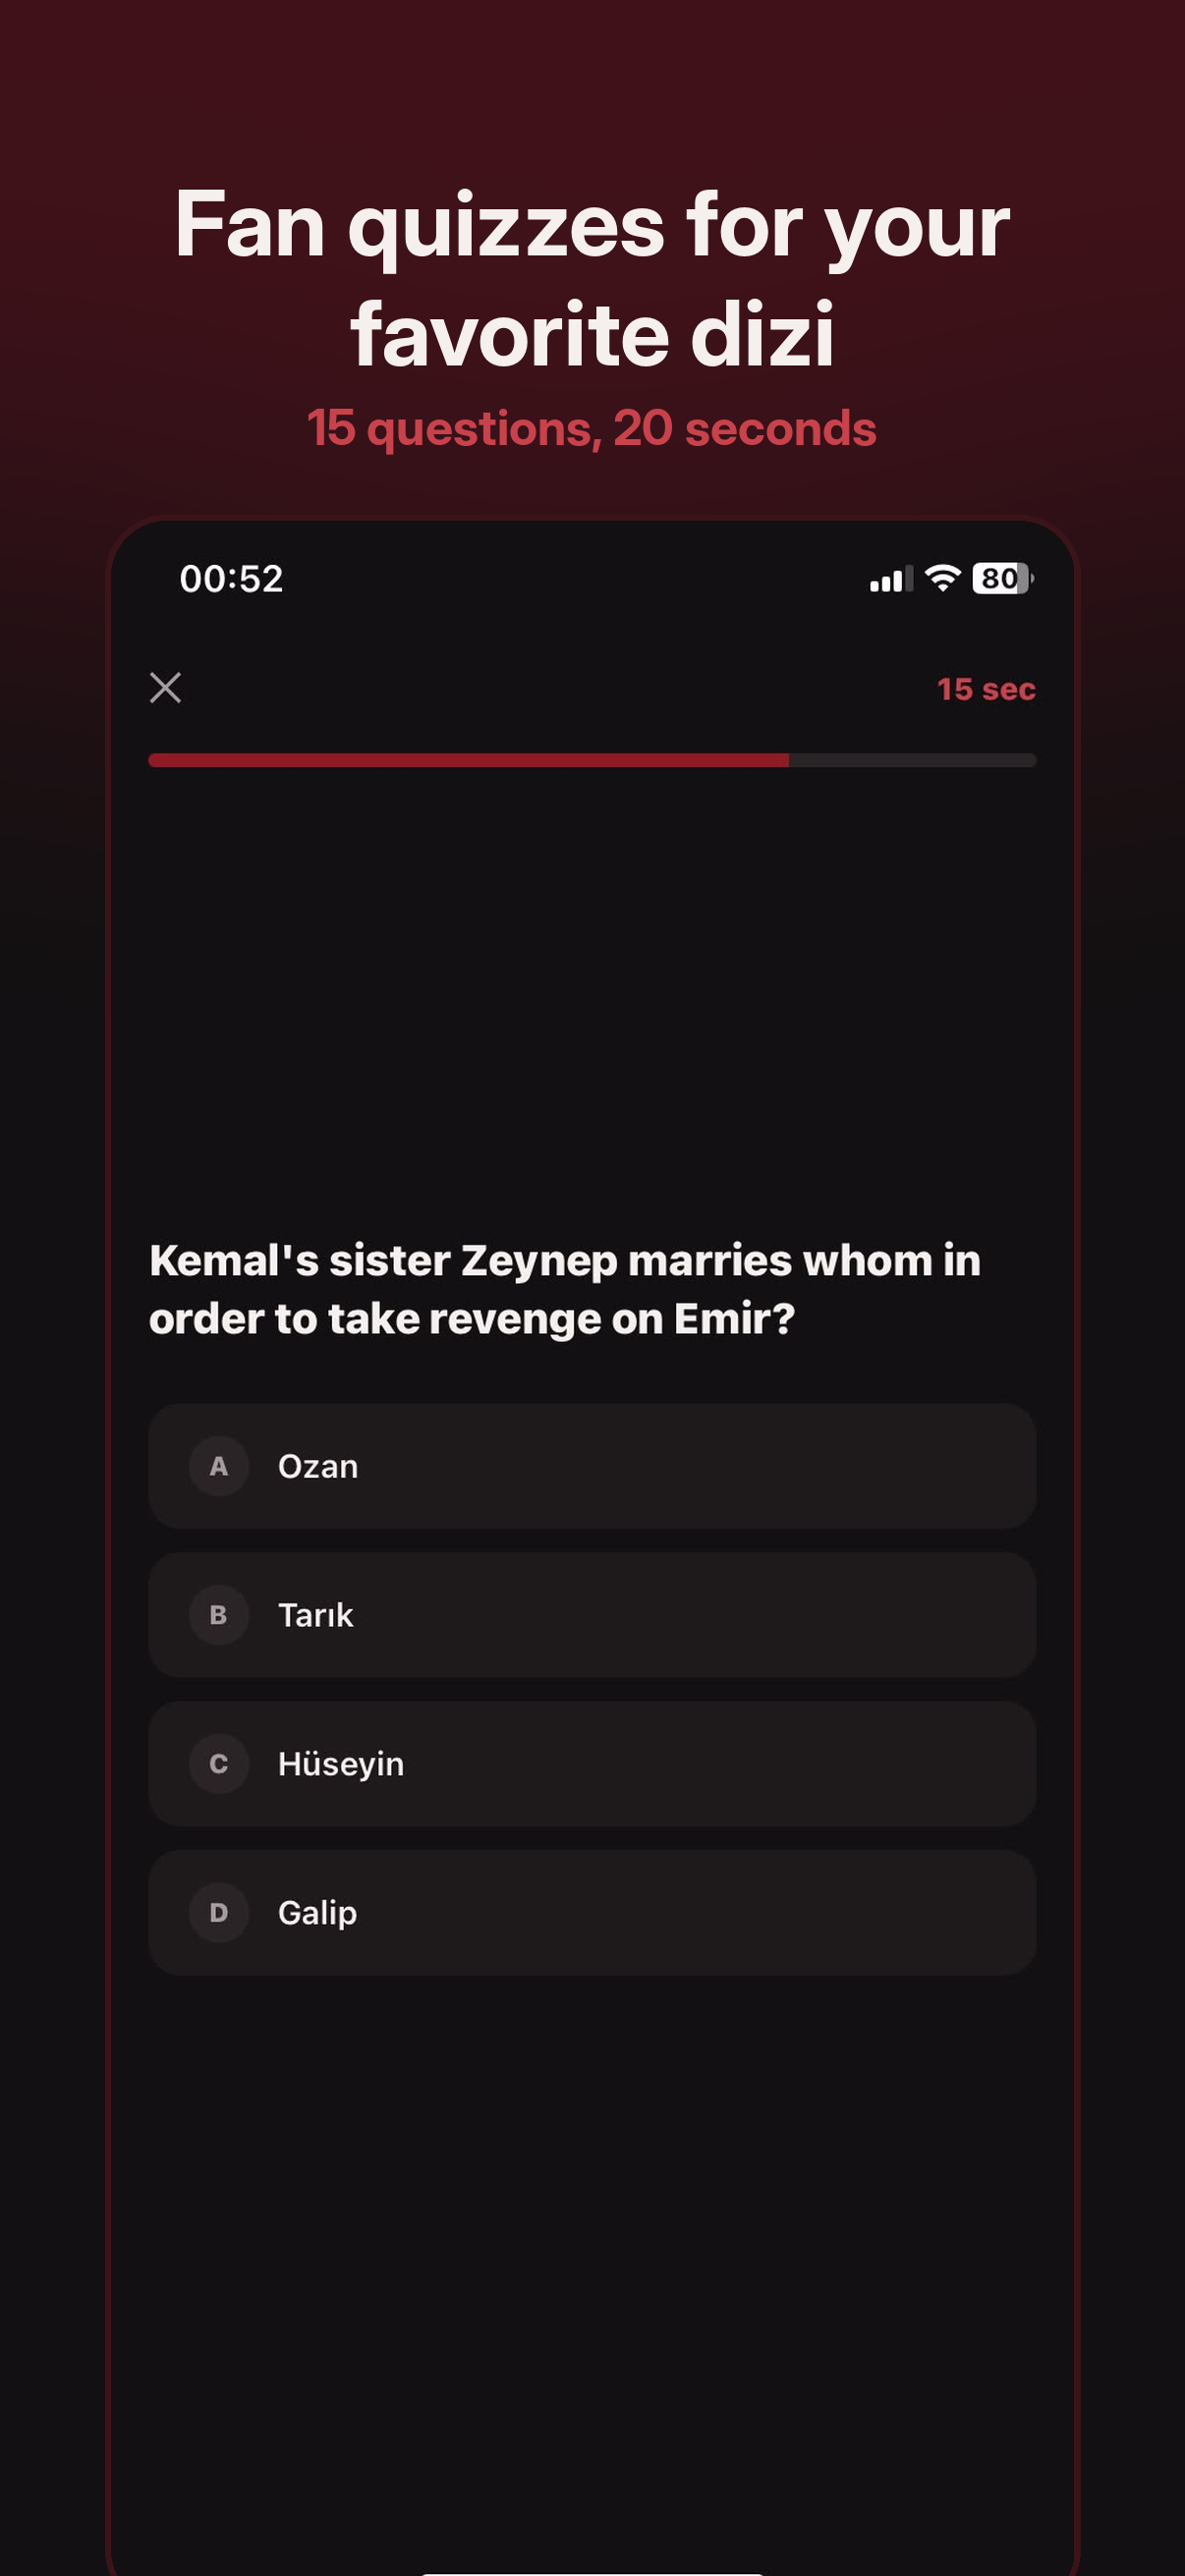 Fan quizzes for your
favorite dizi
15 questions, 20 seconds
00:52
80
15 sec
Kemal's sister Zeynep marries whom in
order to take revenge on Emir?
A Ozan
B Tarık
C Hüseyin
D Galip